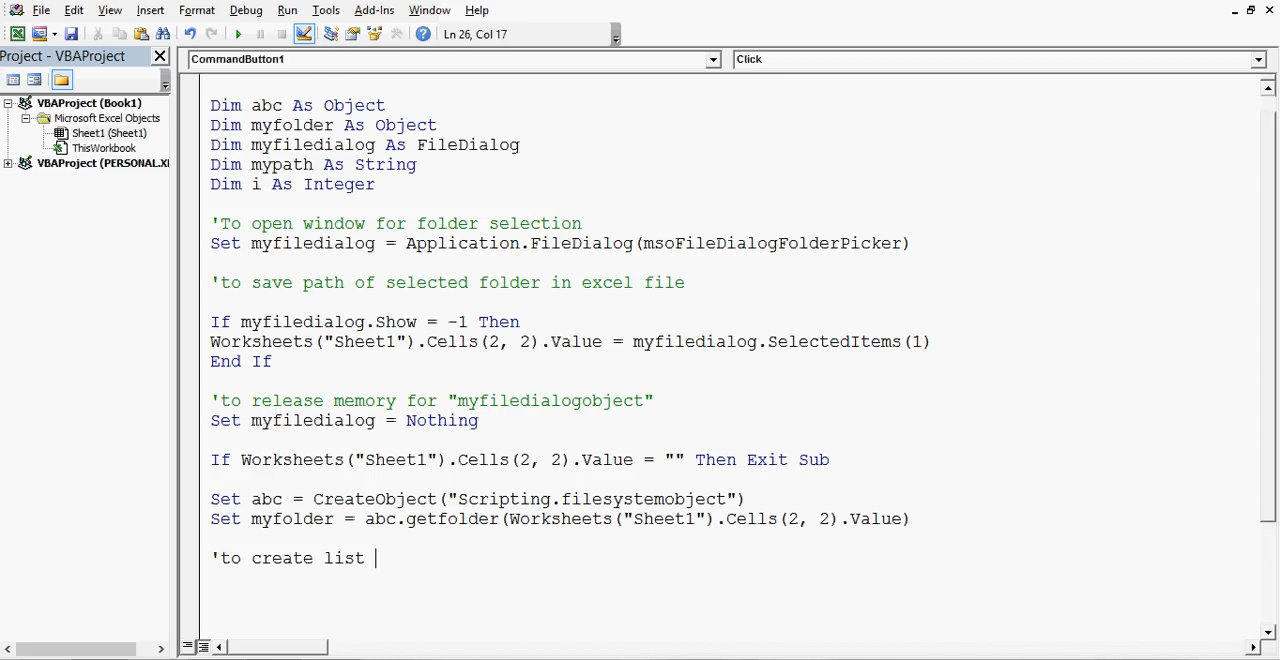 File Edit View Insert Format Debug Run Tools Add-Ins Window Help
Ln 26, Col 17
Project - VBAProject
CommandButton1 Click
VBAProject (Book1)
Microsoft Excel Objects
Sheet1 (Sheet1)
ThisWorkbook
VBAProject (PERSONAL.XL
Dim abc As Object
Dim myfolder As Object
Dim myfiledialog As FileDialog
Dim mypath As String
Dim i As Integer
'To open window for folder selection
Set myfiledialog = Application.FileDialog(msoFileDialogFolderPicker)
'to save path of selected folder in excel file
If myfiledialog.Show = -1 Then
Worksheets("Sheet1").Cells(2, 2).Value = myfiledialog.SelectedItems(1)
End If
'to release memory for "myfiledialogobject"
Set myfiledialog = Nothing
If Worksheets("Sheet1").Cells(2, 2).Value = "" Then Exit Sub
Set abc = CreateObject("Scripting.filesystemobject")
Set myfolder = abc.getfolder(Worksheets("Sheet1").Cells(2, 2).Value)
'to create list